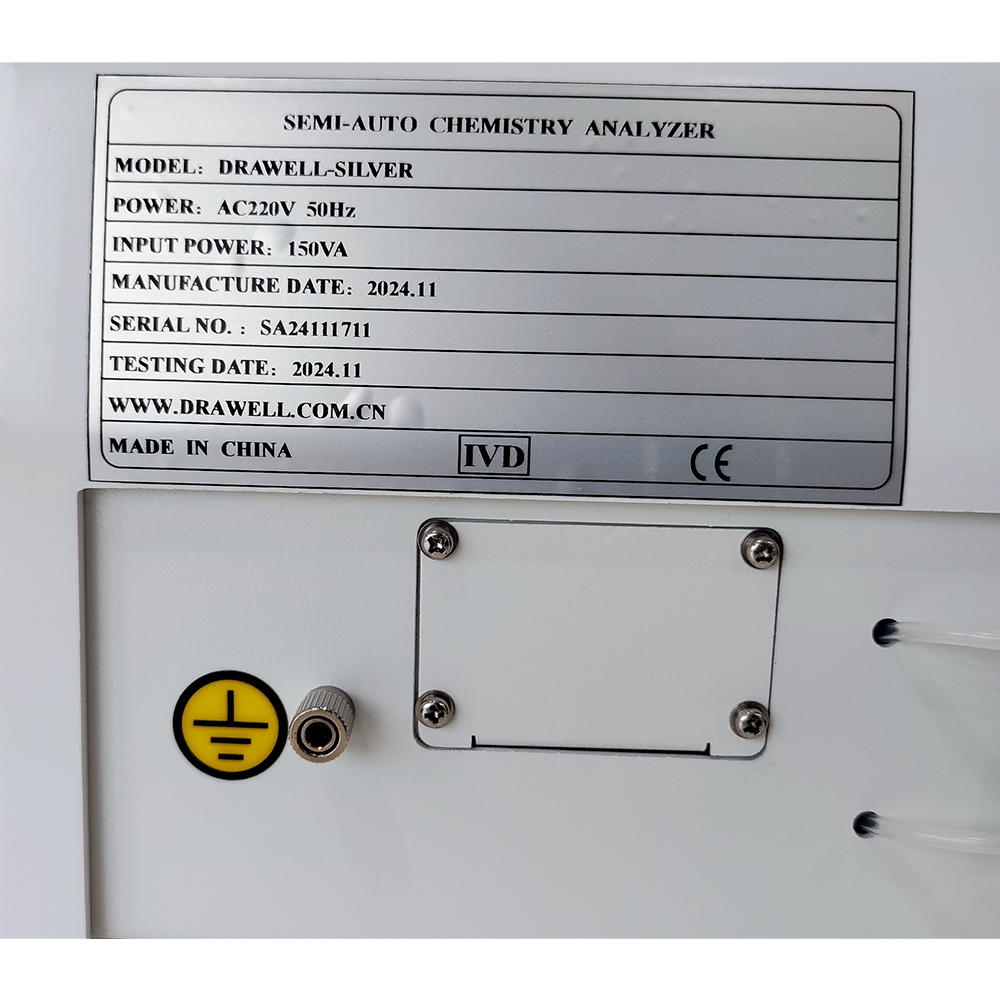 SEMI-AUTO CHEMISTRY ANALYZER
MODEL: DRAWELL-SILVER
POWER: AC220V 50Hz
INPUT POWER: 150VA
MANUFACTURE DATE: 2024.11
SERIAL NO. : SA24111711
TESTING DATE: 2024.11
WWW.DRAWELL.COM.CN
MADE IN CHINA IVD CE